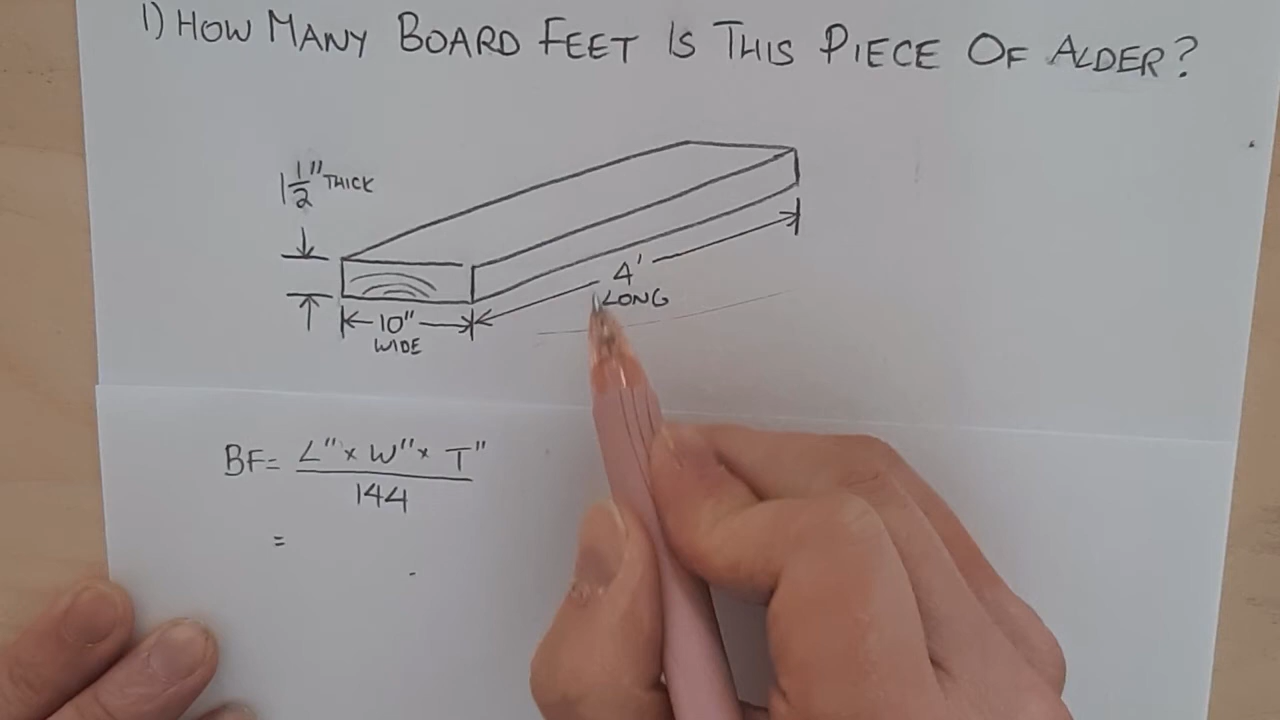 1) HOW MANY BOARD FEET IS THIS PIECE OF ALDER?
1 1/2" THICK
4'
LONG
10"
WIDE
BF= L" x W" x T"
144
=